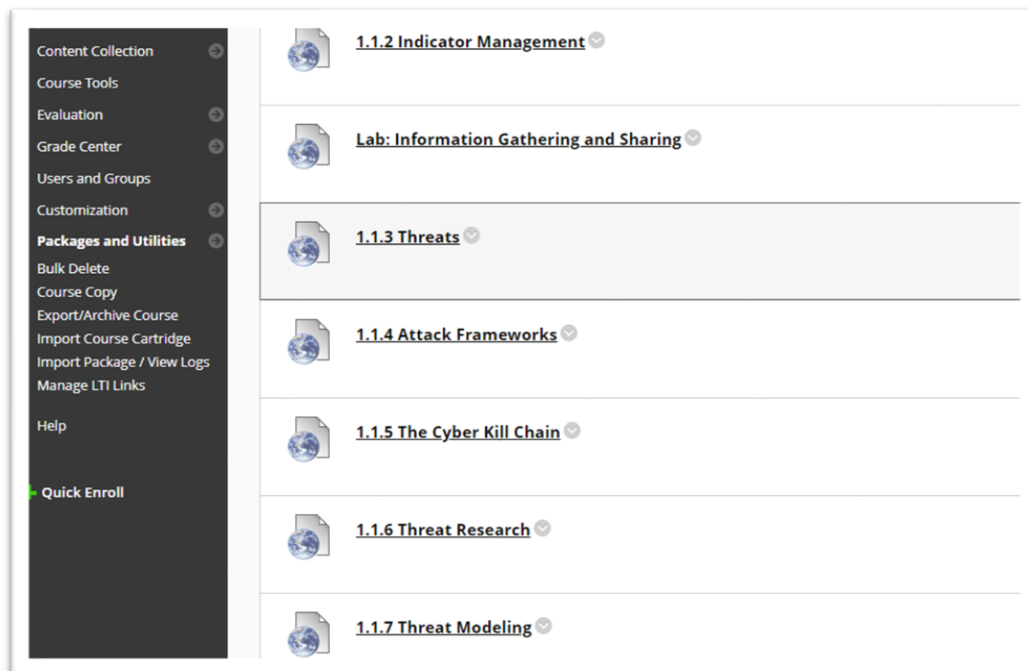 Content Collection
Course Tools
Evaluation
Grade Center
Users and Groups
Customization
Packages and Utilities
Bulk Delete
Course Copy
Export/Archive Course
Import Course Cartridge
Import Package / View Logs
Manage LTI Links
Help
Quick Enroll
1.1.2 Indicator Management
Lab: Information Gathering and Sharing
1.1.3 Threats
1.1.4 Attack Frameworks
1.1.5 The Cyber Kill Chain
1.1.6 Threat Research
1.1.7 Threat Modeling